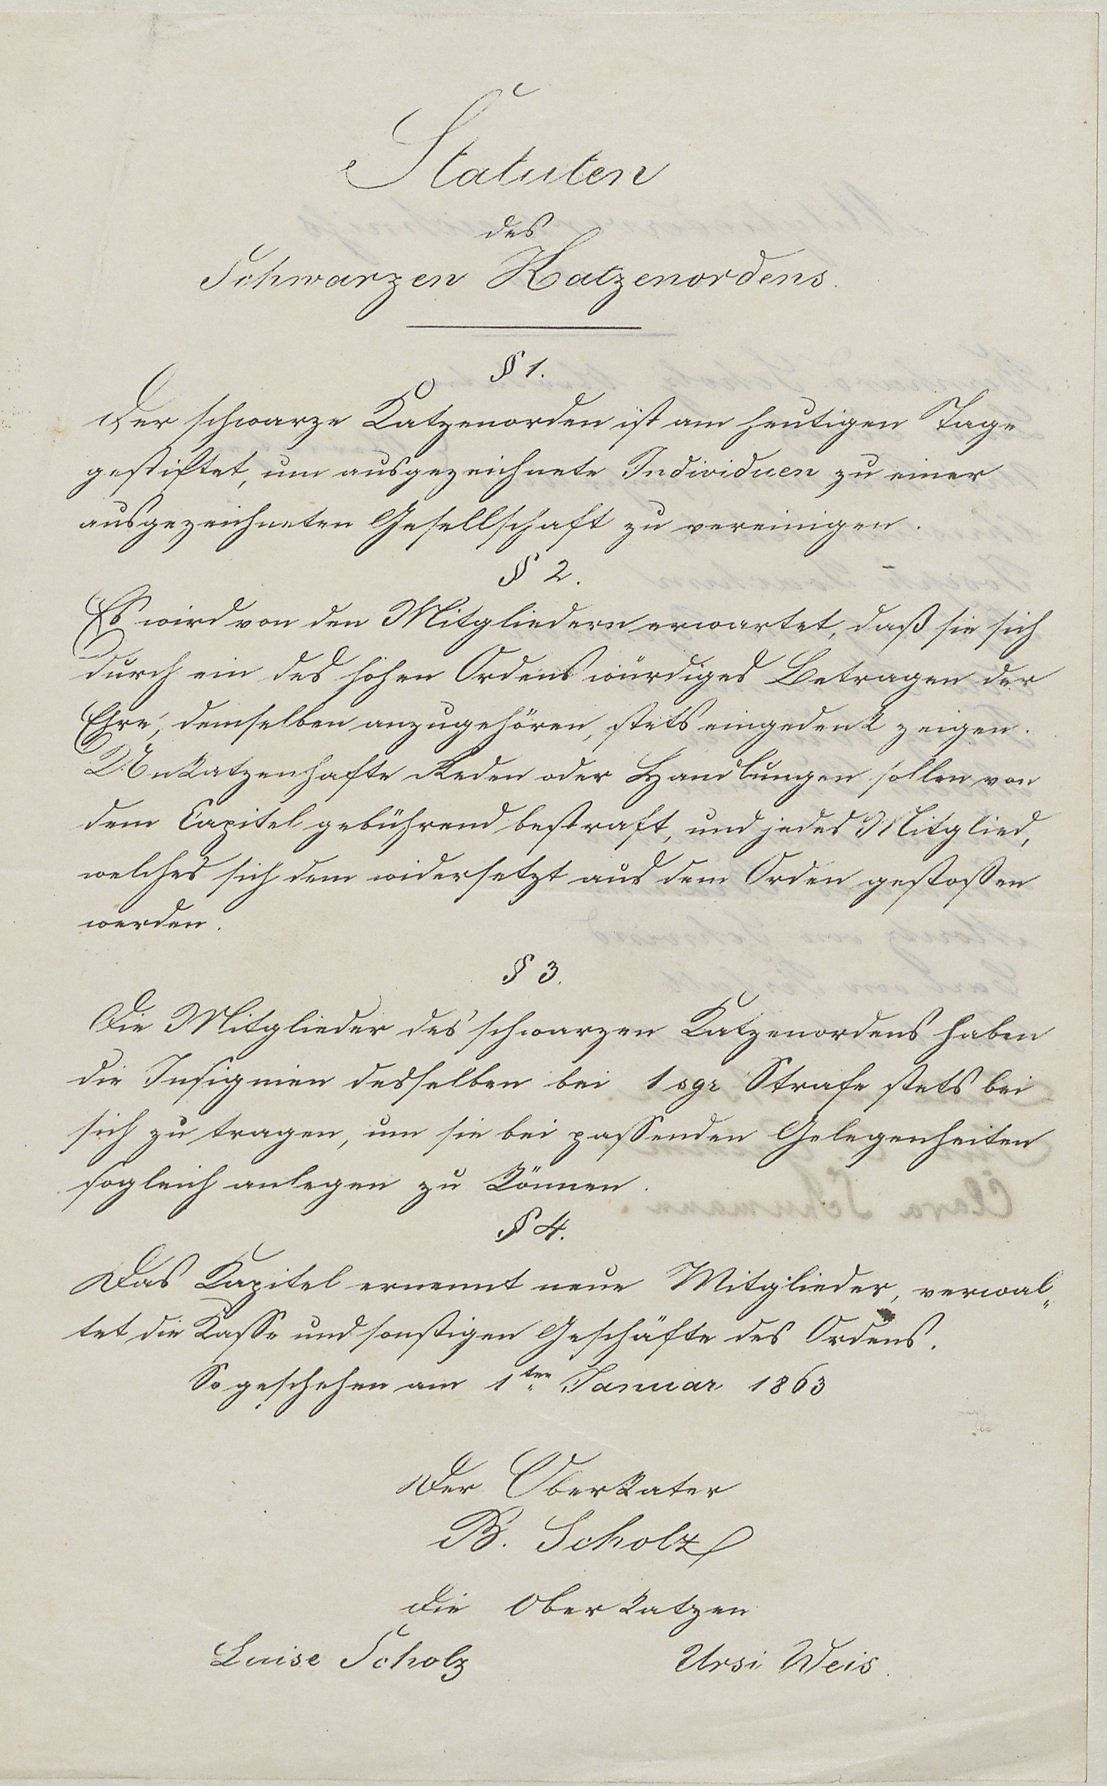 Statuten
des
Schwarzen Katzenordens.
§ 1.
Der schwarze Katzenorden ist am heutigen Tage
gestiftet, um ausgezeichnete Individuen zu einer
ausgezeichneten Gesellschaft zu vereinigen.
§ 2.
Es wird von den Mitgliedern erwartet, daß sie sich
durch ein des hohen Ordens würdiges Betragen der
Ehre, demselben anzugehören, stets eingedenk zeigen.
Unkatzenhafte Reden oder Handlungen sollen von
dem Capitel gebührend bestraft, und jedes Mitglied,
welches sich dem widersetzt aus dem Orden gestoßen
werden.
§ 3.
Die Mitglieder des schwarzen Katzenordens haben
die Insignien desselben bei 1 sgr Strafe stets bei
sich zu tragen, um sie bei passenden Gelegenheiten
sogleich anlegen zu können.
§ 4.
Das Kapitel ernennt neue Mitglieder, verwal-
tet die Kasse und sonstigen Geschäfte des Ordens.
So geschehen am 1ten Januar 1863
Der Oberkater
B. Scholz
Die Oberkatzen
Luise Scholz Ursi Weis.